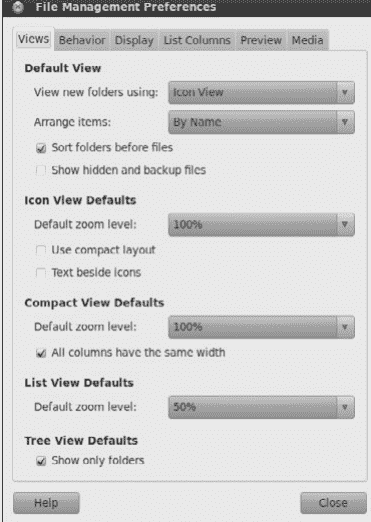 File Management Preferences
Views Behavior Display List Columns Preview Media
Default View
View new folders using: Icon View
Arrange items: By Name
Sort folders before files
Show hidden and backup files
Icon View Defaults
Default zoom level: 100%
Use compact layout
Text beside icons
Compact View Defaults
Default zoom level: 100%
All columns have the same width
List View Defaults
Default zoom level: 50%
Tree View Defaults
Show only folders
Help Close